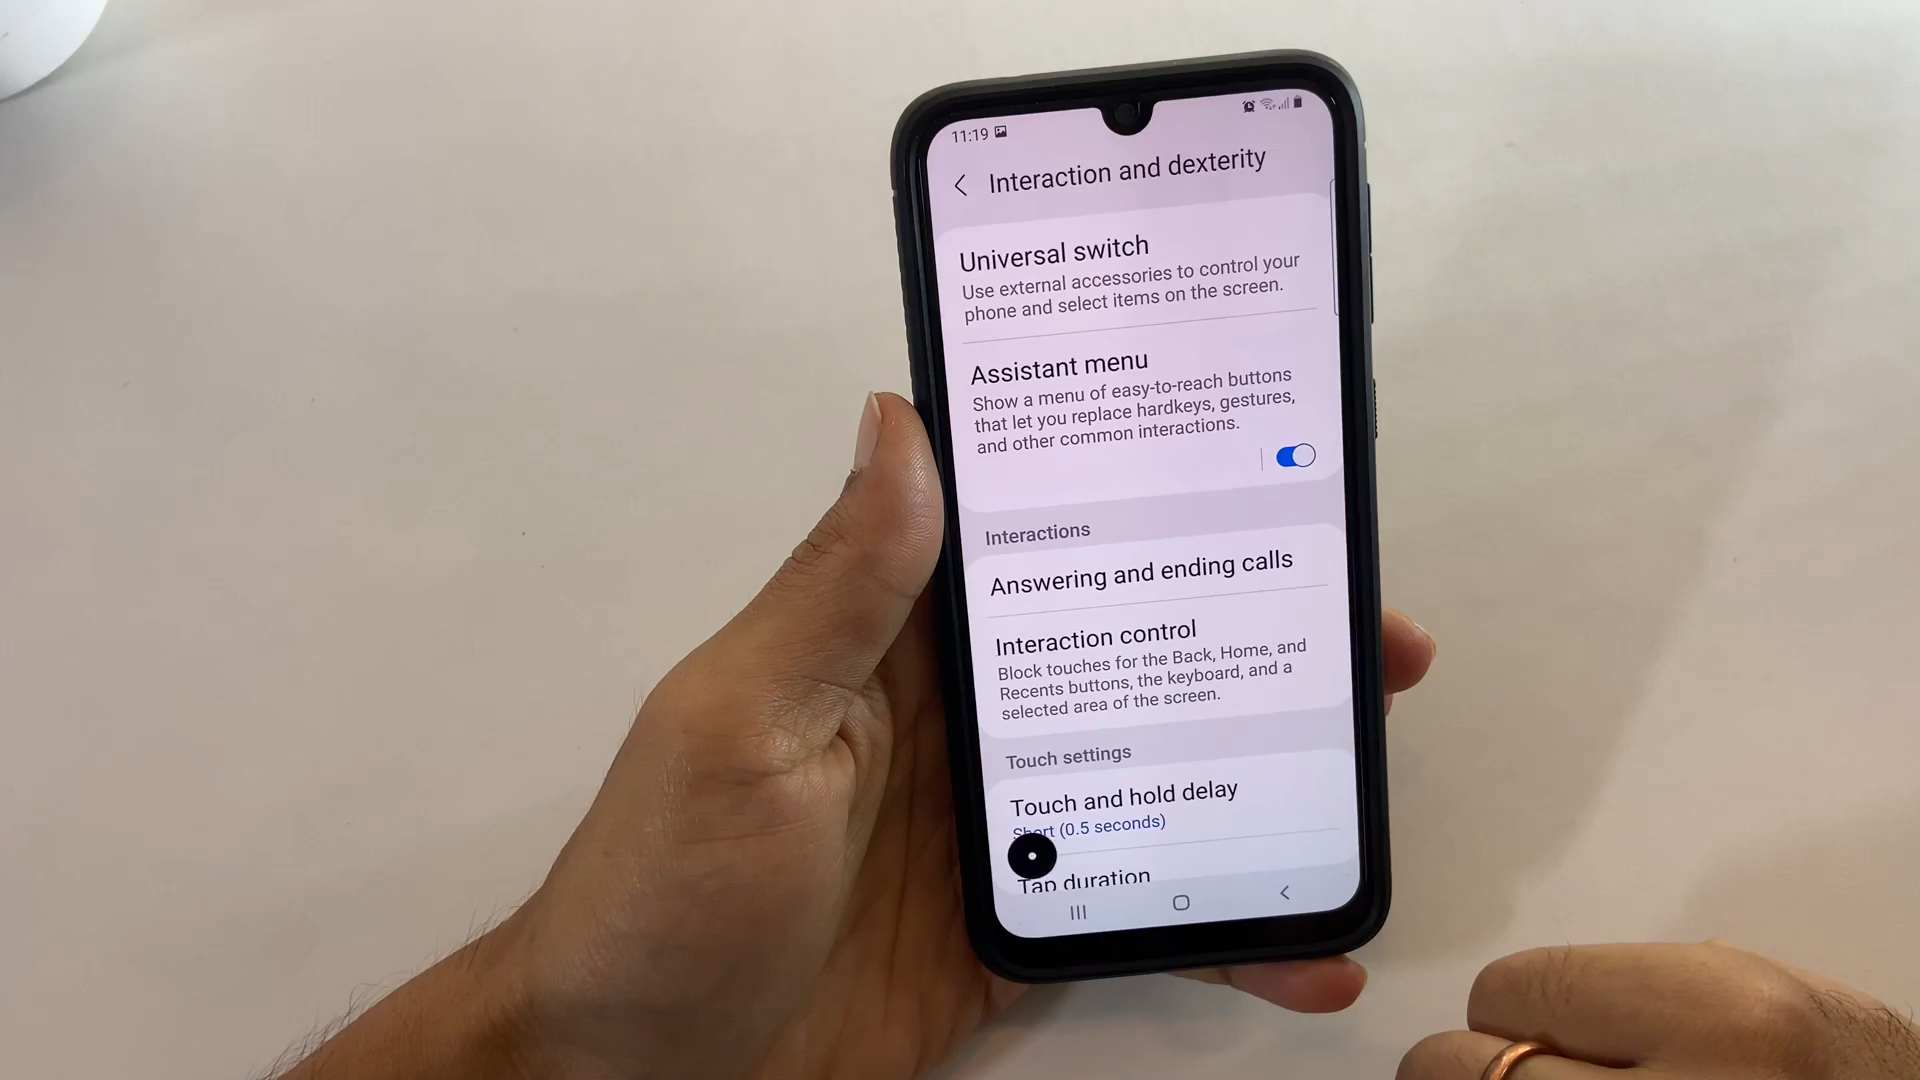 11:19
Interaction and dexterity
Universal switch
Use external accessories to control your
phone and select items on the screen.
Assistant menu
Show a menu of easy-to-reach buttons
that let you replace hardkeys, gestures,
and other common interactions.
Interactions
Answering and ending calls
Interaction control
Block touches for the Back, Home, and
Recents buttons, the keyboard, and a
selected area of the screen.
Touch settings
Touch and hold delay
Short (0.5 seconds)
Tap duration